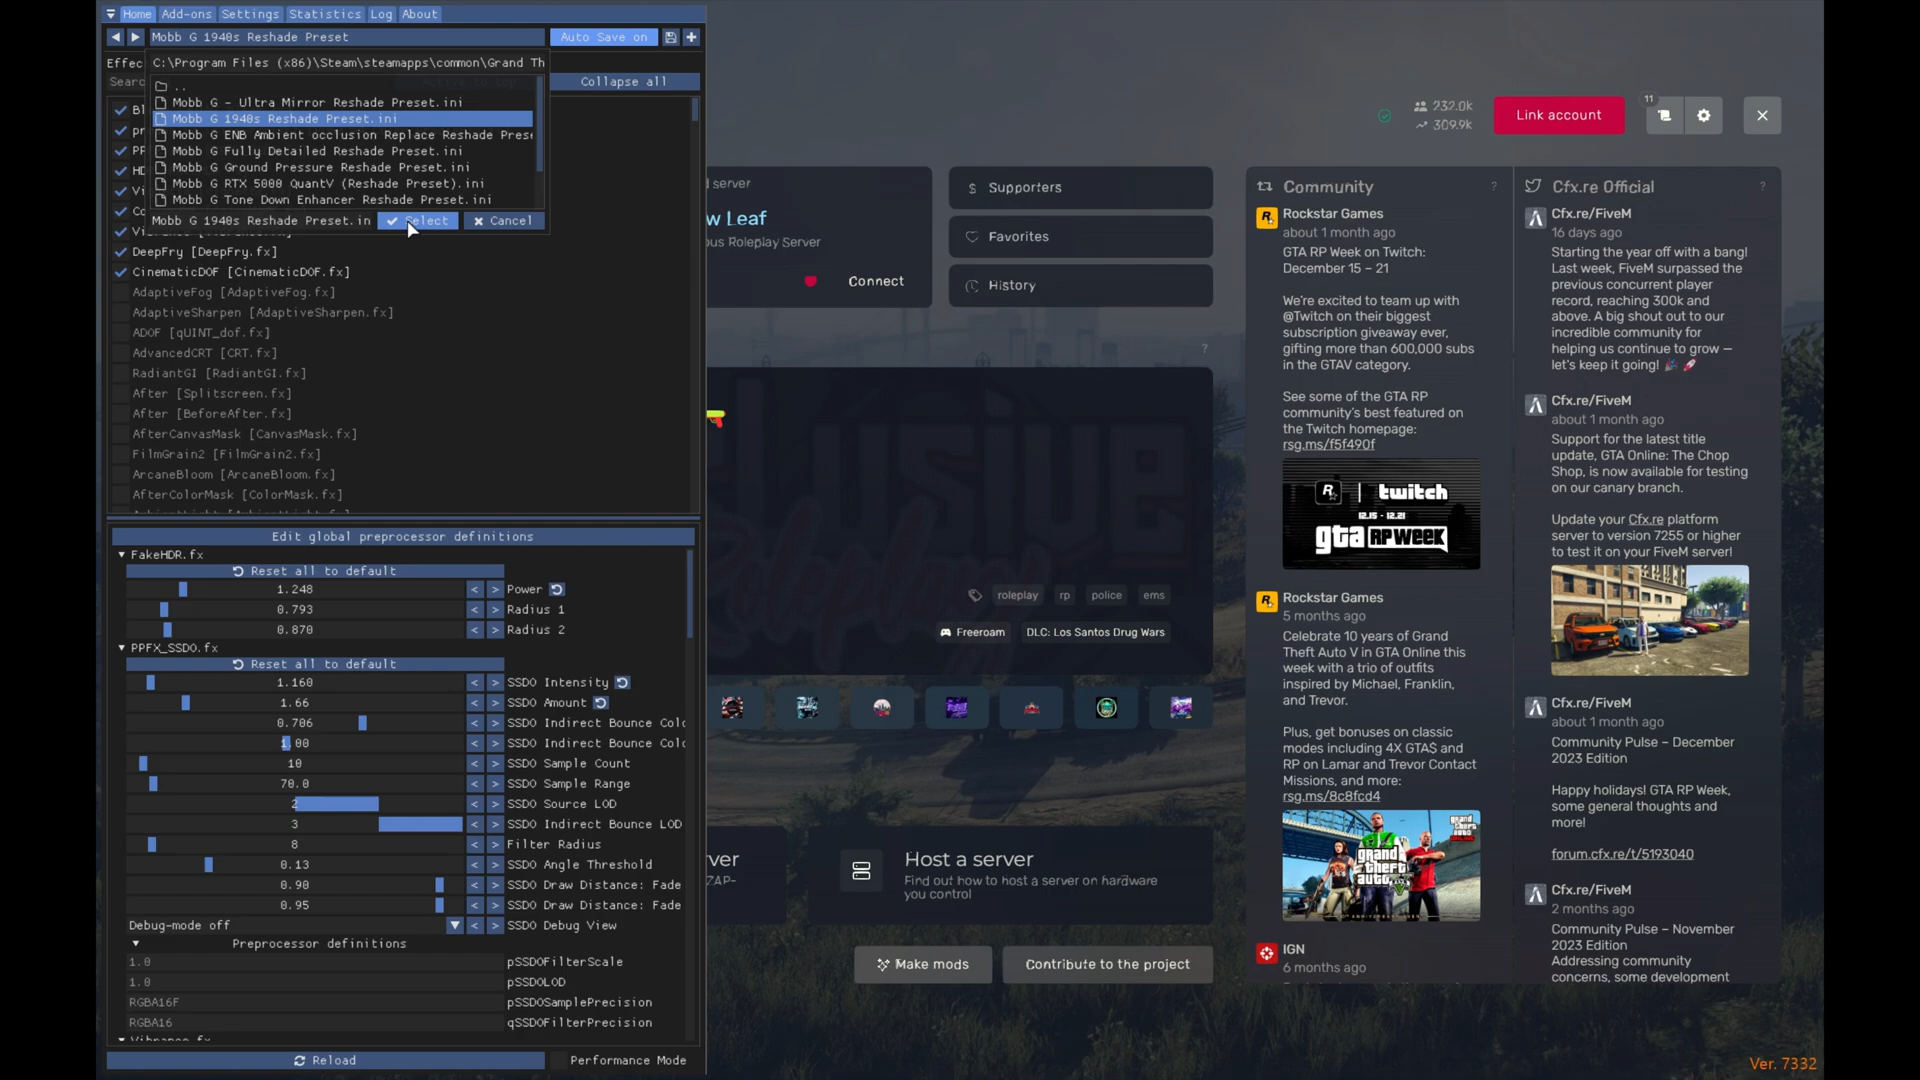 Home
Add-ons
Settings
Statistics
Log
About
Mobb G 1940s Reshade Preset
Auto Save on
Effec
C:\Program Files (x86)\Steam\steamapps\common\Grand Th
Searc
Collapse all
..
Mobb G - Ultra Mirror Reshade Preset.ini
Mobb G 1940s Reshade Preset.ini
Mobb G ENB Ambient occlusion Replace Reshade Prese
Mobb G Fully Detailed Reshade Preset.ini
Mobb G Ground Pressure Reshade Preset.ini
Mobb G RTX 5000 QuantV (Reshade Preset).ini
Mobb G Tone Down Enhancer Reshade Preset.ini
Mobb G 1940s Reshade Preset.in
Select
Cancel
DeepFry [DeepFry.fx]
CinematicDOF [CinematicDOF.fx]
AdaptiveFog [AdaptiveFog.fx]
AdaptiveSharpen [AdaptiveSharpen.fx]
ADOF [qUINT_dof.fx]
AdvancedCRT [CRT.fx]
RadiantGI [RadiantGI.fx]
After [Splitscreen.fx]
After [BeforeAfter.fx]
AfterCanvasMask [CanvasMask.fx]
FilmGrain2 [FilmGrain2.fx]
ArcaneBloom [ArcaneBloom.fx]
AfterColorMask [ColorMask.fx]
Edit global preprocessor definitions
FakeHDR.fx
Reset all to default
1.248 < > Power
0.793 < > Radius 1
0.870 < > Radius 2
PPFX_SSDO.fx
Reset all to default
1.160 < > SSDO Intensity
1.66 < > SSDO Amount
0.706 < > SSDO Indirect Bounce Colo
1.00 < > SSDO Indirect Bounce Colo
10 < > SSDO Sample Count
70.0 < > SSDO Sample Range
2 < > SSDO Source LOD
3 < > SSDO Indirect Bounce LOD
8 < > Filter Radius
0.13 < > SSDO Angle Threshold
0.90 < > SSDO Draw Distance: Fade
0.95 < > SSDO Draw Distance: Fade
Debug-mode off < > SSDO Debug View
Preprocessor definitions
1.0 pSSDOFilterScale
1.0 pSSDOLOD
RGBA16F pSSDOSamplePrecision
RGBA16 qSSDOFilterPrecision
Vibrance.fx
Reload
Performance Mode
232.0k
309.9k
Link account
11
d server
w Leaf
ous Roleplay Server
Connect
Supporters
Favorites
History
?
roleplay
rp
police
ems
Freeroam
DLC: Los Santos Drug Wars
ver
ZAP-
Host a server
Find out how to host a server on hardware
you control
Make mods
Contribute to the project
Community
?
Rockstar Games
about 1 month ago
GTA RP Week on Twitch:
December 15 – 21
We're excited to team up with
@Twitch on their biggest
subscription giveaway ever,
gifting more than 600,000 subs
in the GTAV category.
See some of the GTA RP
community's best featured on
the Twitch homepage:
rsg.ms/f5f490f
R
twitch
12.15 - 12.21
gta RP WEEK
Rockstar Games
5 months ago
Celebrate 10 years of Grand
Theft Auto V in GTA Online this
week with a trio of outfits
inspired by Michael, Franklin,
and Trevor.
Plus, get bonuses on classic
modes including 4X GTA$ and
RP on Lamar and Trevor Contact
Missions, and more:
rsg.ms/8c8fcd4
grand
theft
auto
V
IGN
6 months ago
Cfx.re Official
?
Cfx.re/FiveM
16 days ago
Starting the year off with a bang!
Last week, FiveM surpassed the
previous concurrent player
record, reaching 300k and
above. A big shout out to our
incredible community for
helping us continue to grow —
let's keep it going!
Cfx.re/FiveM
about 1 month ago
Support for the latest title
update, GTA Online: The Chop
Shop, is now available for testing
on our canary branch.
Update your Cfx.re platform
server to version 7255 or higher
to test it on your FiveM server!
Cfx.re/FiveM
about 1 month ago
Community Pulse – December
2023 Edition
Happy holidays! GTA RP Week,
some general thoughts and
more!
forum.cfx.re/t/5193040
Cfx.re/FiveM
2 months ago
Community Pulse – November
2023 Edition
Addressing community
concerns, some development
Ver. 7332